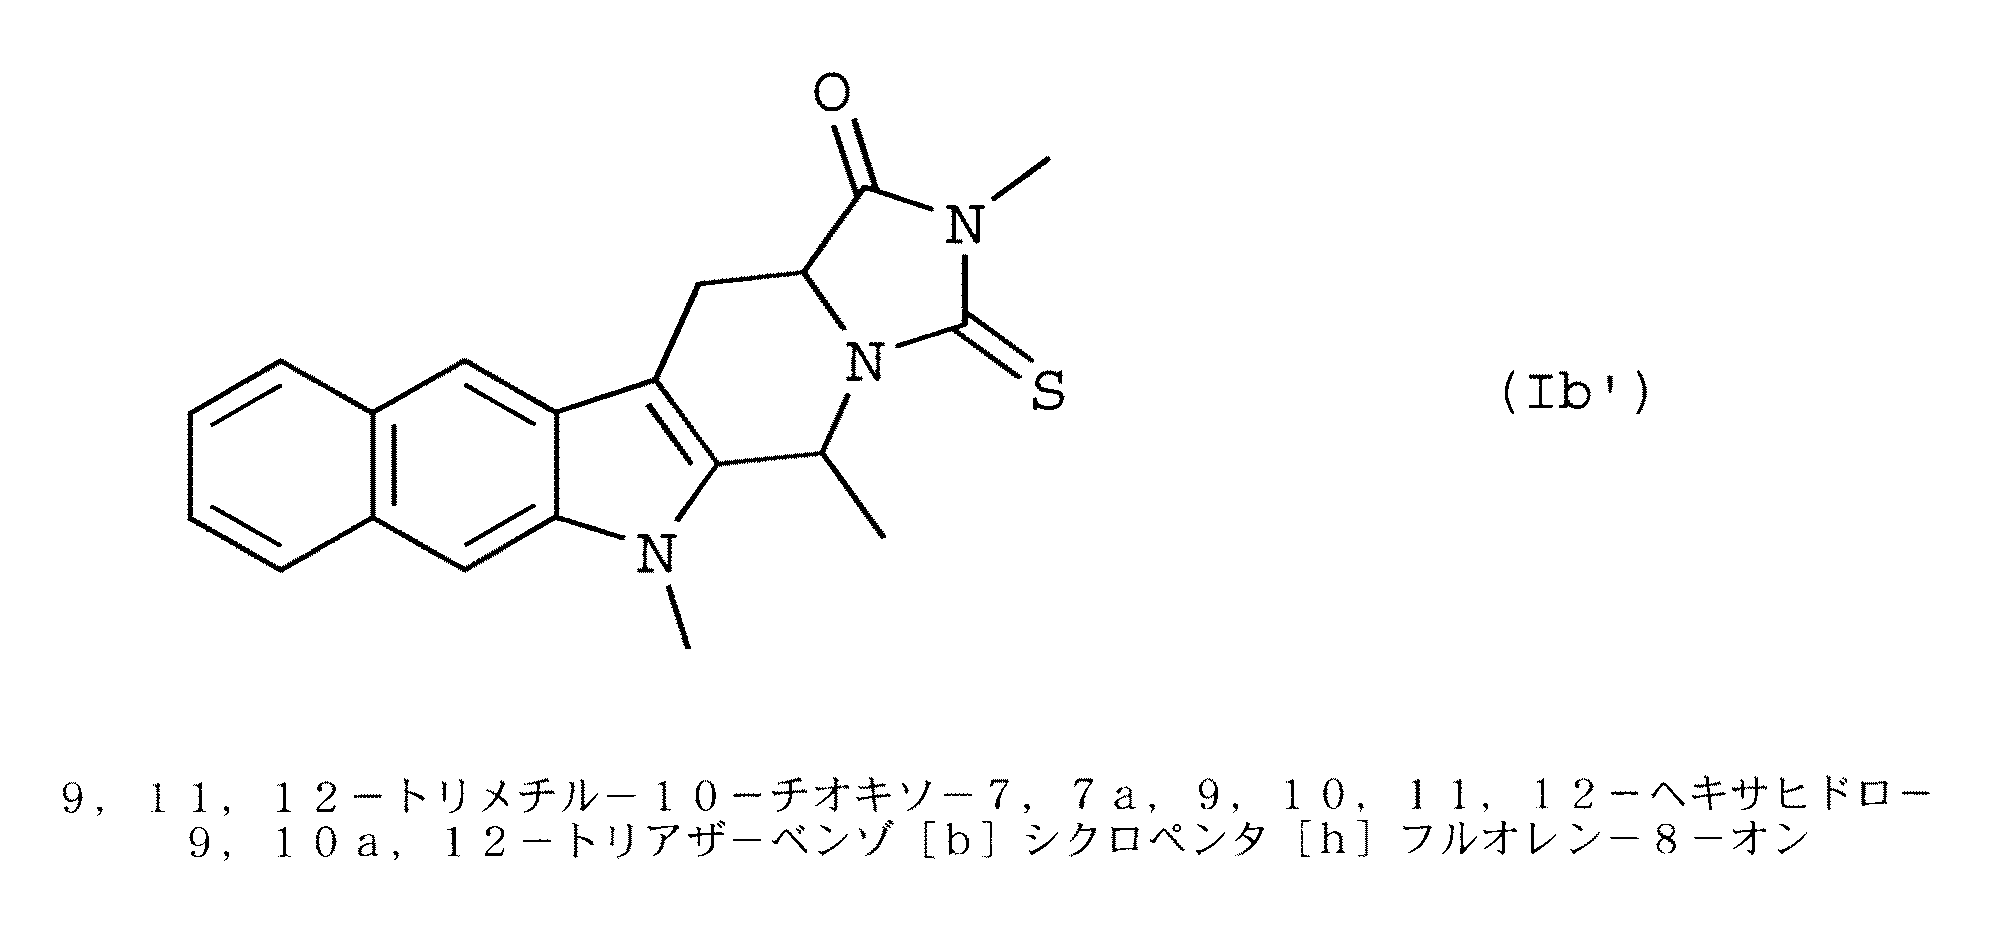 O
N
N
S
N
(Ib')
9, 11, 12−トリメチル−10−チオキソ−7, 7a, 9, 10, 11, 12−ヘキサヒドロ−
9, 10a, 12−トリアザ−ベンゾ [b] シクロペンタ [h] フルオレン−8−オン